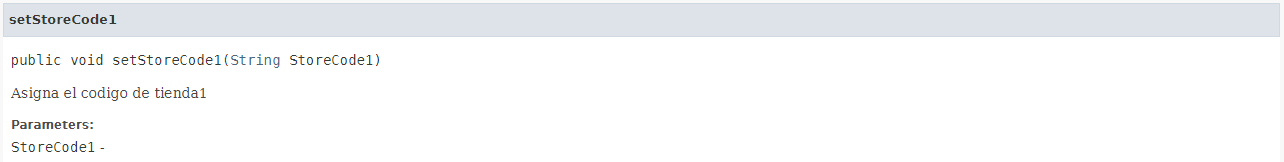 setStoreCode1
public void setStoreCode1(String StoreCode1)
Asigna el codigo de tienda1
Parameters:
StoreCode1 -